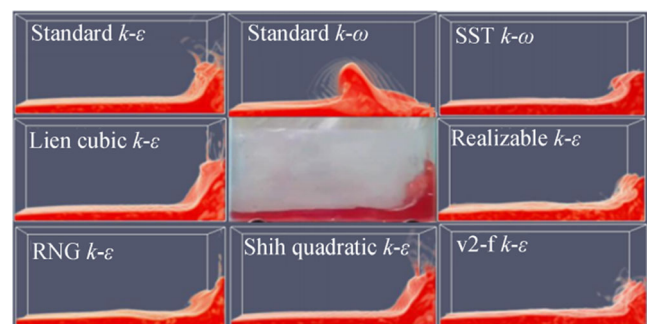 Standard k-ε
Standard k-ω
SST k-ω
Lien cubic k-ε
Realizable k-ε
RNG k-ε
Shih quadratic k-ε
v2-f k-ε